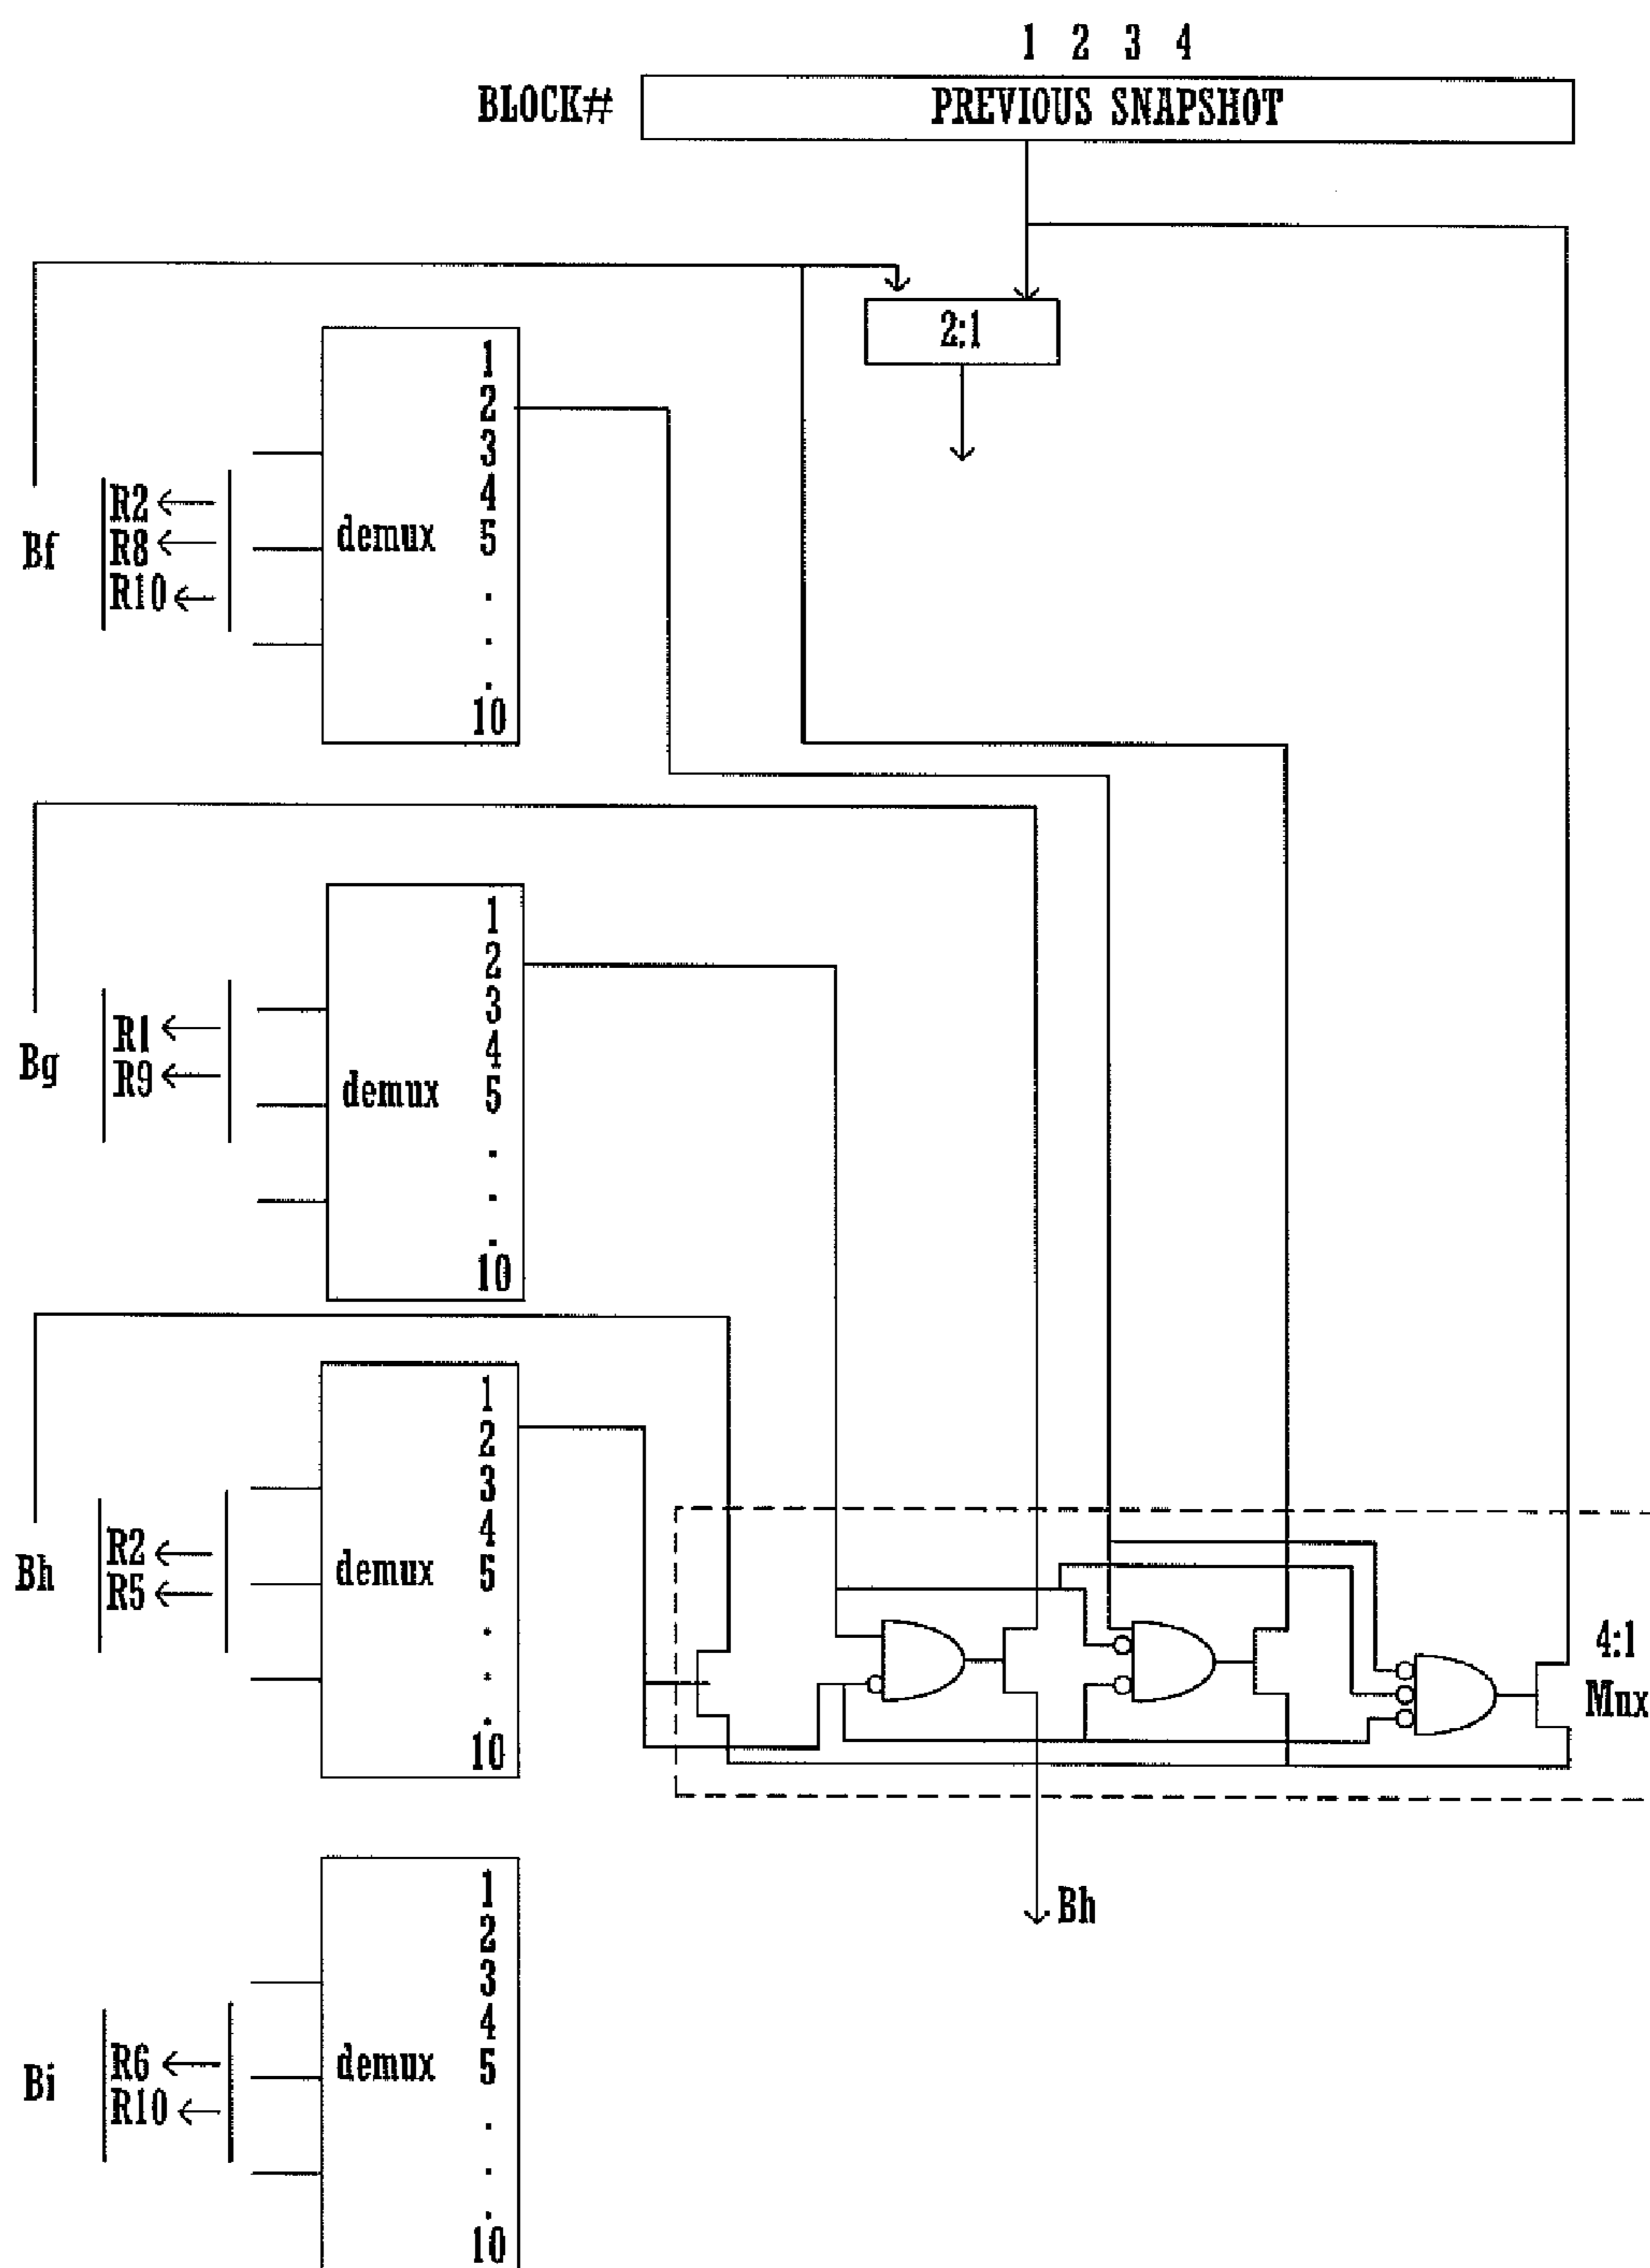 1 2 3 4
BLOCK#
PREVIOUS SNAPSHOT
2:1
Bf
R2
R8
R10
demux
1
2
3
4
5
.
.
.
10
Bg
R1
R9
demux
1
2
3
4
5
.
.
.
10
Bh
R2
R5
demux
1
2
3
4
5
.
.
.
10
4:1
Mux
Bh
Bi
R6
R10
demux
1
2
3
4
5
.
.
.
10